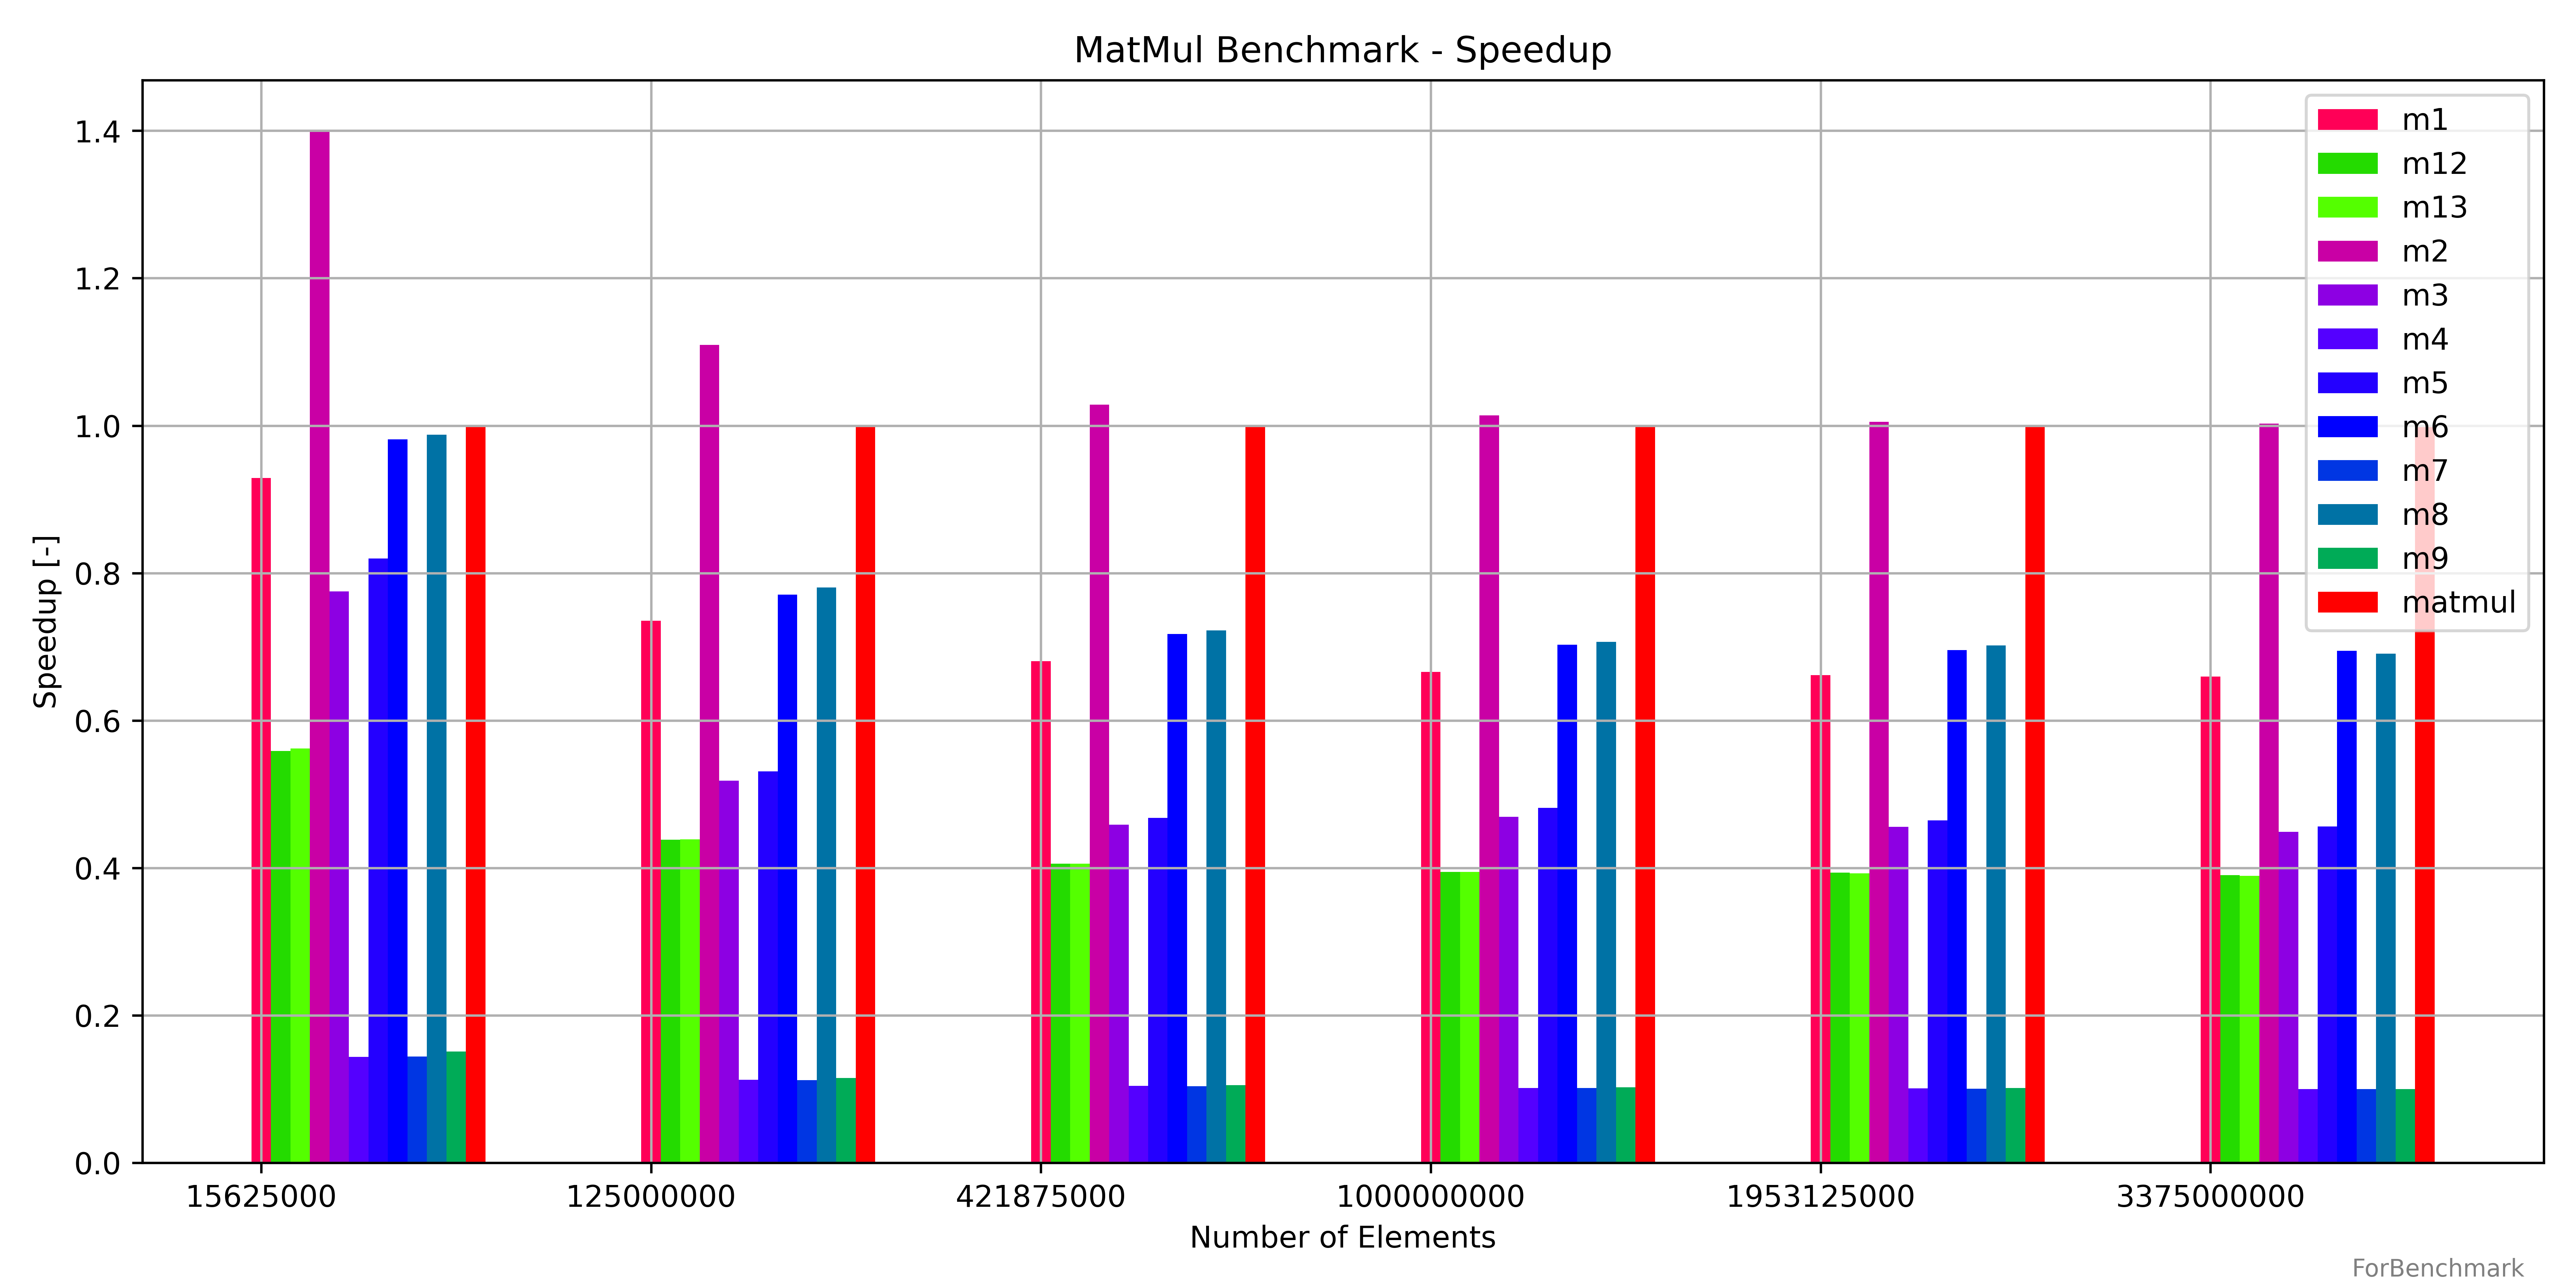 MatMul Benchmark - Speedup
1.4
1.2
1.0
0.8
0.6
0.4
0.2
0.0
Speedup [-]
m1
m12
m13
m2
m3
m4
m5
m6
m7
m8
m9
matmul
15625000 125000000 421875000 1000000000 1953125000 3375000000
Number of Elements
ForBenchmark